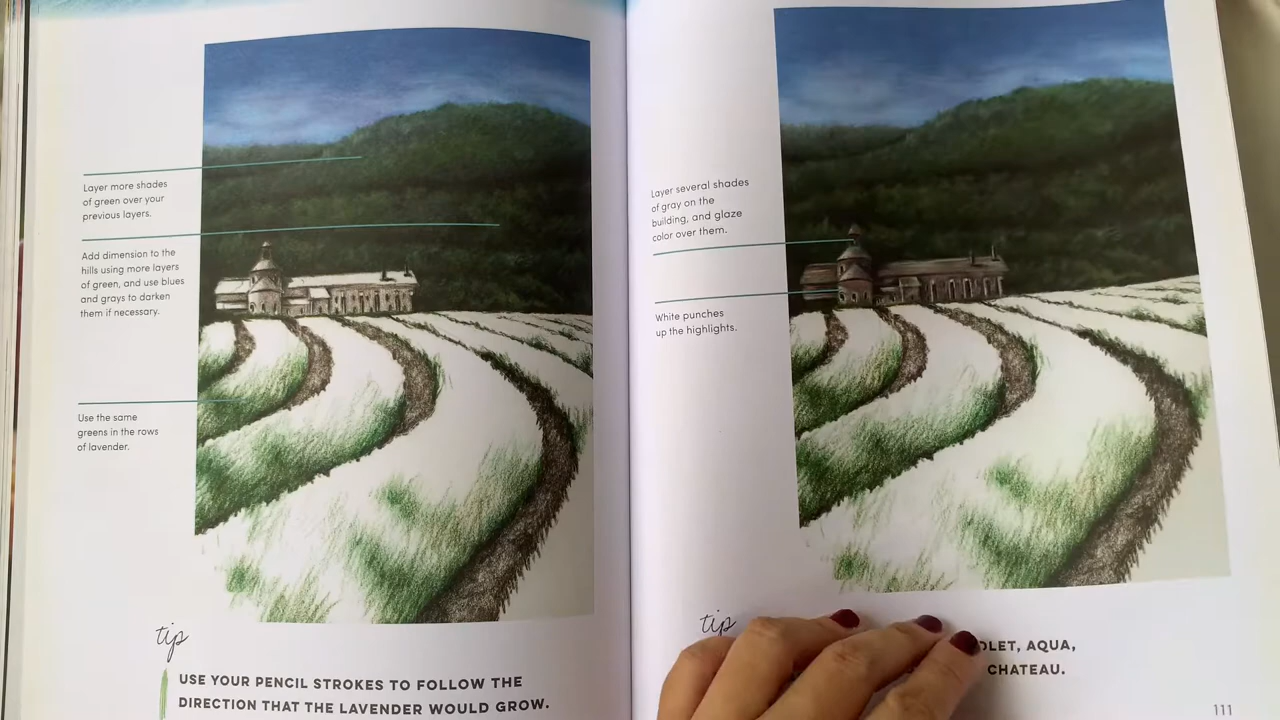 Layer more shades
of green over your
previous layers.
Add dimension to the
hills using more layers
of green, and use blues
and grays to darken
them if necessary.
Use the same
greens in the rows
of lavender.
tip
USE YOUR PENCIL STROKES TO FOLLOW THE
DIRECTION THAT THE LAVENDER WOULD GROW.
Layer several shades
of gray on the
building, and glaze
color over them.
White punches
up the highlights.
tip
AQUA,
CHATEAU.
111